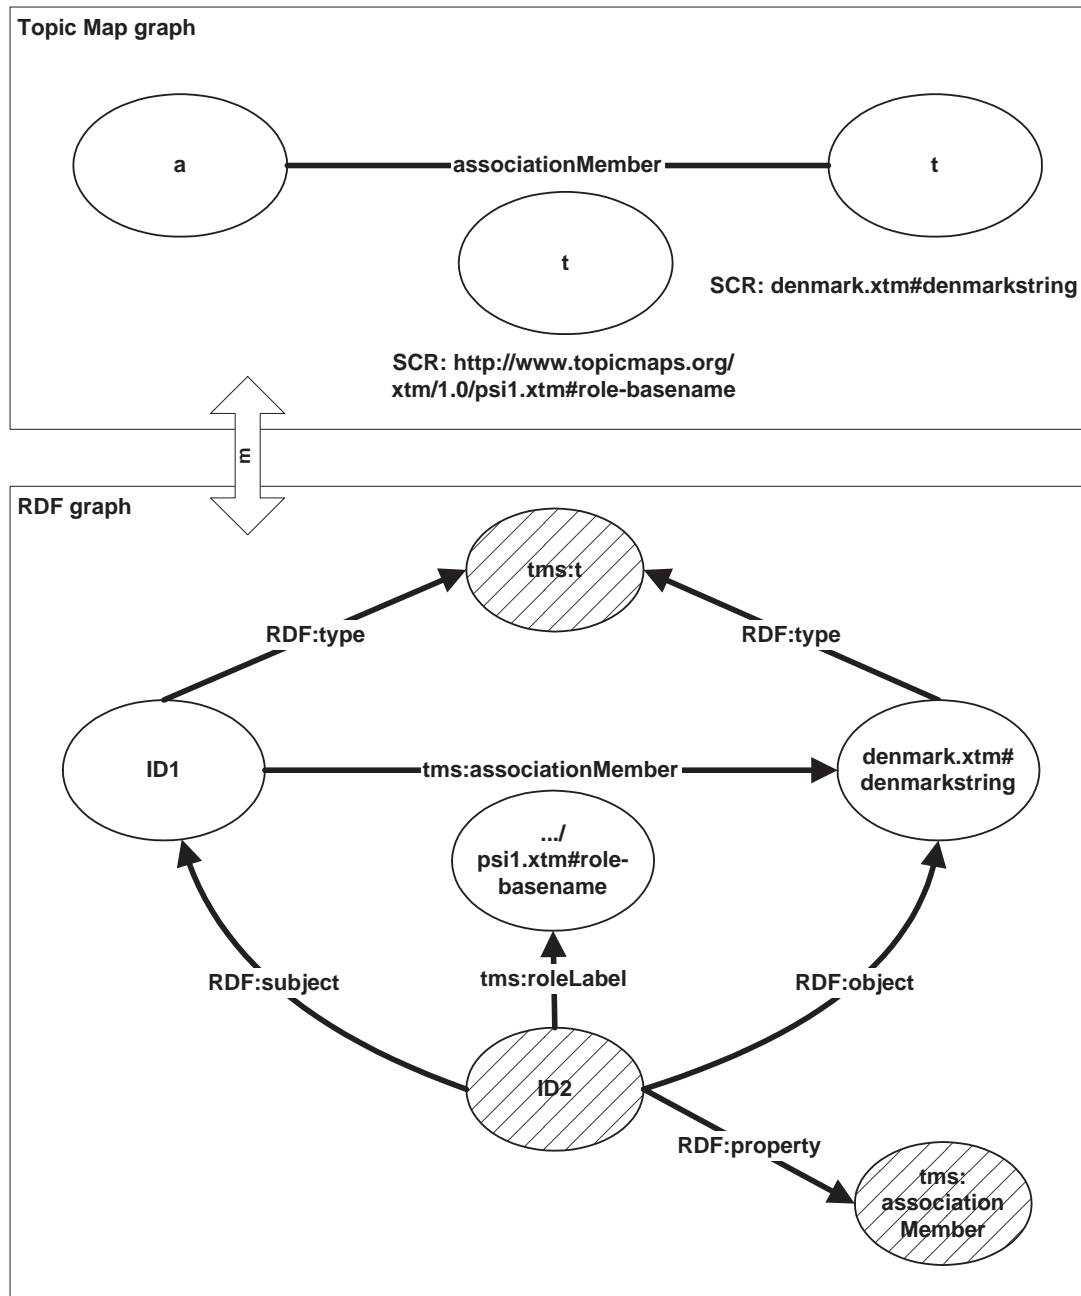 Topic Map graph
a
associationMember
t
t
SCR: denmark.xtm#denmarkstring
SCR: http://www.topicmaps.org/
xtm/1.0/psi1.xtm#role-basename
m
RDF graph
tms:t
RDF:type
RDF:type
ID1
tms:associationMember
denmark.xtm#
denmarkstring
.../
psi1.xtm#role-
basename
RDF:subject
tms:roleLabel
RDF:object
ID2
RDF:property
tms:
association
Member